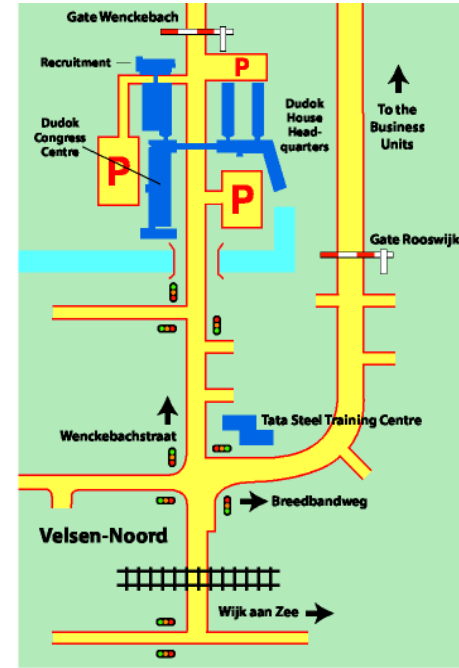 Gate Wenckebach
Recruitment
P
Dudok
Congress
Centre
Dudok
House
Head-
quarters
To the
Business
Units
P
P
Gate Rooswijk
Tata Steel Training Centre
Wenckebachstraat
Breedbandweg
Velsen-Noord
Wijk aan Zee